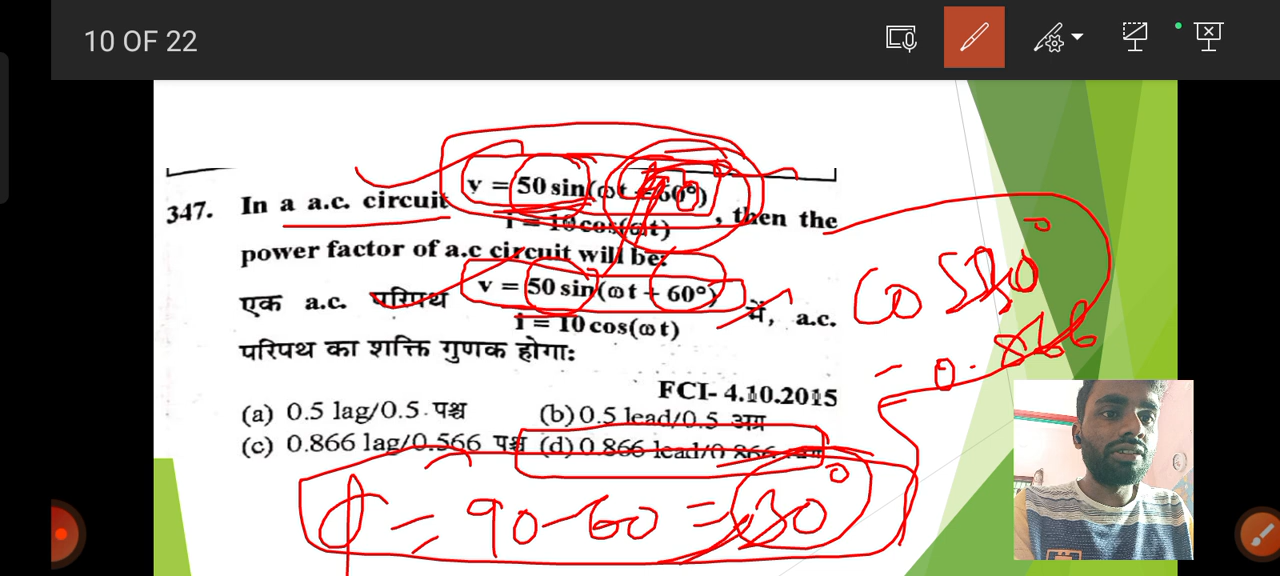 10 OF 22
347. In a a.c. circuit v = 50 sin(ωt + 60°)
i = 10 cos(ωt) , then the
power factor of a.c circuit will be:
एक a.c. परिपथ v = 50 sin(ωt + 60°)
i = 10 cos(ωt) में, a.c.
परिपथ का शक्ति गुणक होगा:
FCI- 4.10.2015
(a) 0.5 lag/0.5 पश्च (b) 0.5 lead/0.5 अग्र
(c) 0.866 lag/0.566 पश्च (d) 0.866 lead/0.866
cos 30°
= 0.866
ϕ = 90-60 = 30°